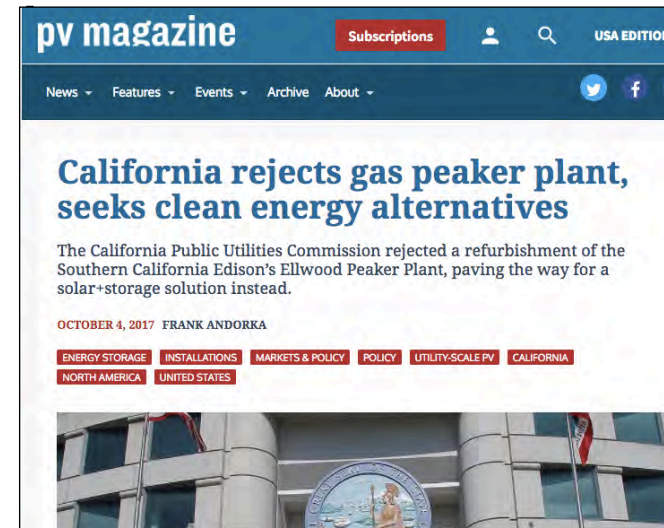 pv magazine
Subscriptions
USA EDITION
News Features Events Archive About
California rejects gas peaker plant,
seeks clean energy alternatives
The California Public Utilities Commission rejected a refurbishment of the
Southern California Edison's Ellwood Peaker Plant, paving the way for a
solar+storage solution instead.
OCTOBER 4, 2017 FRANK ANDORKA
ENERGY STORAGE INSTALLATIONS MARKETS & POLICY POLICY UTILITY-SCALE PV CALIFORNIA
NORTH AMERICA UNITED STATES